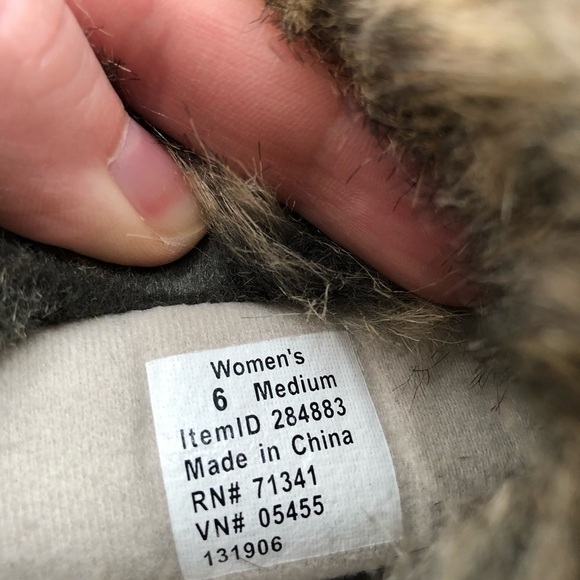 Women's
6 Medium
ItemID 284883
Made in China
RN# 71341
VN# 05455
131906